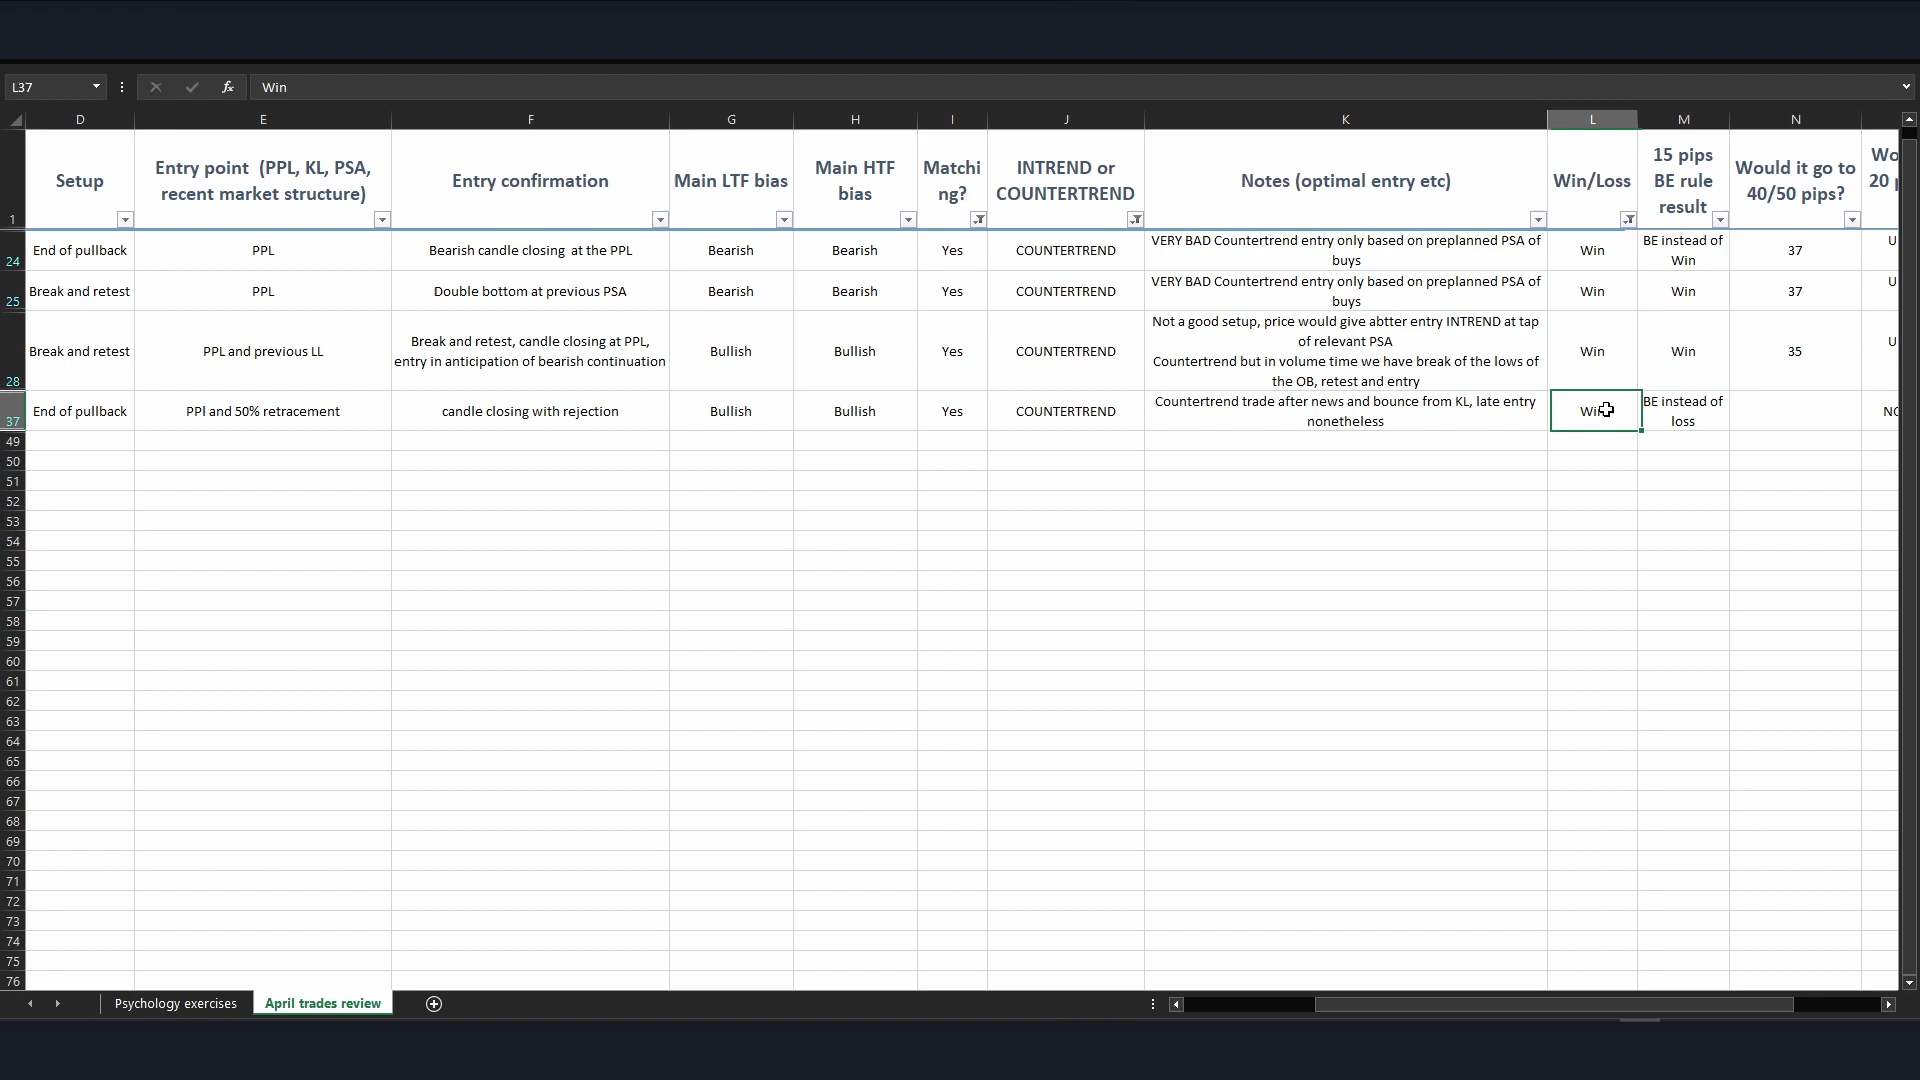 L37
fx
Win
D E F G H I J K L M N
1
Setup
Entry point (PPL, KL, PSA,
recent market structure)
Entry confirmation
Main LTF bias
Main HTF
bias
Matchi
ng?
INTREND or
COUNTERTREND
Notes (optimal entry etc)
Win/Loss
15 pips
BE rule
result
Would it go to
40/50 pips?
Wo
20 p
24
End of pullback
PPL
Bearish candle closing at the PPL
Bearish
Bearish
Yes
COUNTERTREND
VERY BAD Countertrend entry only based on preplanned PSA of
buys
Win
BE instead of
Win
37
U
25
Break and retest
PPL
Double bottom at previous PSA
Bearish
Bearish
Yes
COUNTERTREND
VERY BAD Countertrend entry only based on preplanned PSA of
buys
Win
Win
37
U
28
Break and retest
PPL and previous LL
Break and retest, candle closing at PPL,
entry in anticipation of bearish continuation
Bullish
Bullish
Yes
COUNTERTREND
Not a good setup, price would give abtter entry INTREND at tap
of relevant PSA
Countertrend but in volume time we have break of the lows of
the OB, retest and entry
Win
Win
35
U
37
End of pullback
PPl and 50% retracement
candle closing with rejection
Bullish
Bullish
Yes
COUNTERTREND
Countertrend trade after news and bounce from KL, late entry
nonetheless
Win
BE instead of
loss
NO
49
50
51
52
53
54
55
56
57
58
59
60
61
62
63
64
65
66
67
68
69
70
71
72
73
74
75
76
Psychology exercises
April trades review